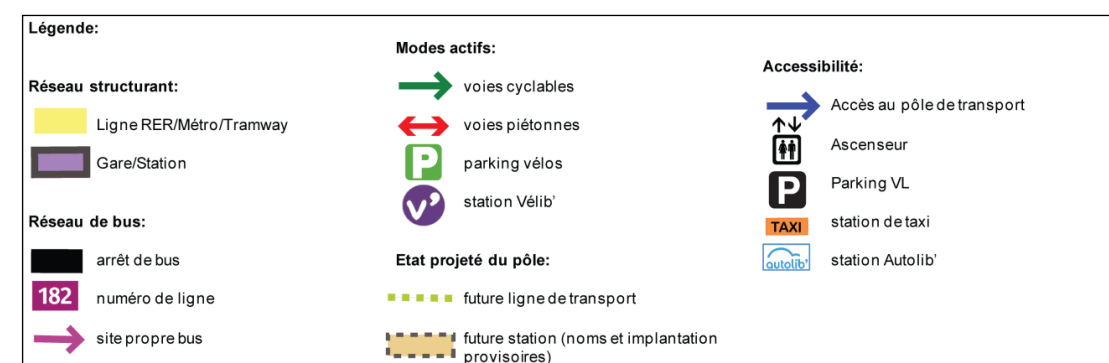 Légende:
Réseau structurant:
Ligne RER/Métro/Tramway
Gare/Station
Réseau de bus:
arrêt de bus
182 numéro de ligne
site propre bus
Modes actifs:
voies cyclables
voies piétonnes
P parking vélos
v' station Vélib’
Etat projeté du pôle:
future ligne de transport
future station (noms et implantation
provisoires)
Accessibilité:
Accès au pôle de transport
Ascenseur
P Parking VL
TAXI station de taxi
autolib' station Autolib’